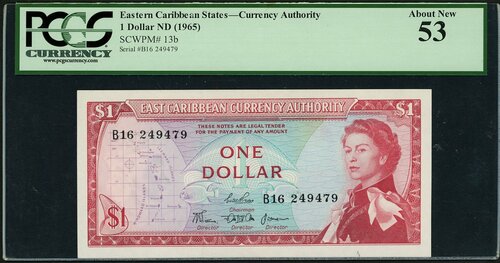 PCGS
CURRENCY
www.pcgscurrency.com
Eastern Caribbean States—Currency Authority
1 Dollar ND (1965)
SCWPM# 13b
Serial #B16 249479
About New
53
EAST CARIBBEAN CURRENCY AUTHORITY
$1
$1
THESE NOTES ARE LEGAL TENDER
FOR THE PAYMENT OF ANY AMOUNT
B16 249479
ONE
DOLLAR
B16 249479
Chairman
$1
Director Director Director